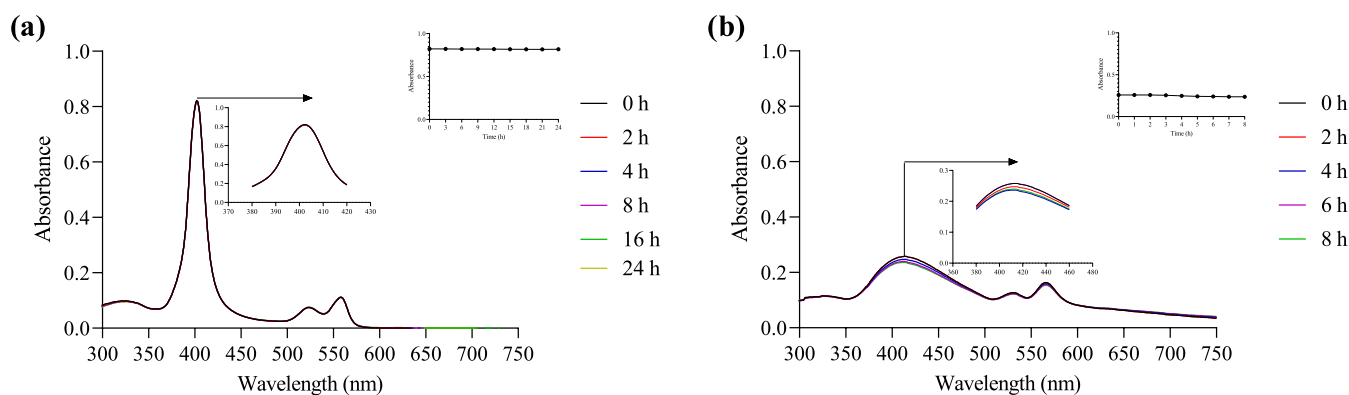 (a)
1.0
0.8
0.6
0.4
0.2
0.0
300 350 400 450 500 550 600 650 700 750
Absorbance
Wavelength (nm)
1.0
0.8
0.6
0.4
0.2
0.0
370 380 390 400 410 420 430
1.0
0.5
0.0
0 3 6 9 12 15 18 21 24
Absorbance
Time (h)
0 h
2 h
4 h
8 h
16 h
24 h
(b)
1.0
0.8
0.6
0.4
0.2
0.0
300 350 400 450 500 550 600 650 700 750
Absorbance
Wavelength (nm)
0.3
0.2
0.1
0.0
360 380 400 420 440 460 480
1.0
0.5
0.0
0 1 2 3 4 5 6 7 8
Absorbance
Time (h)
0 h
2 h
4 h
6 h
8 h